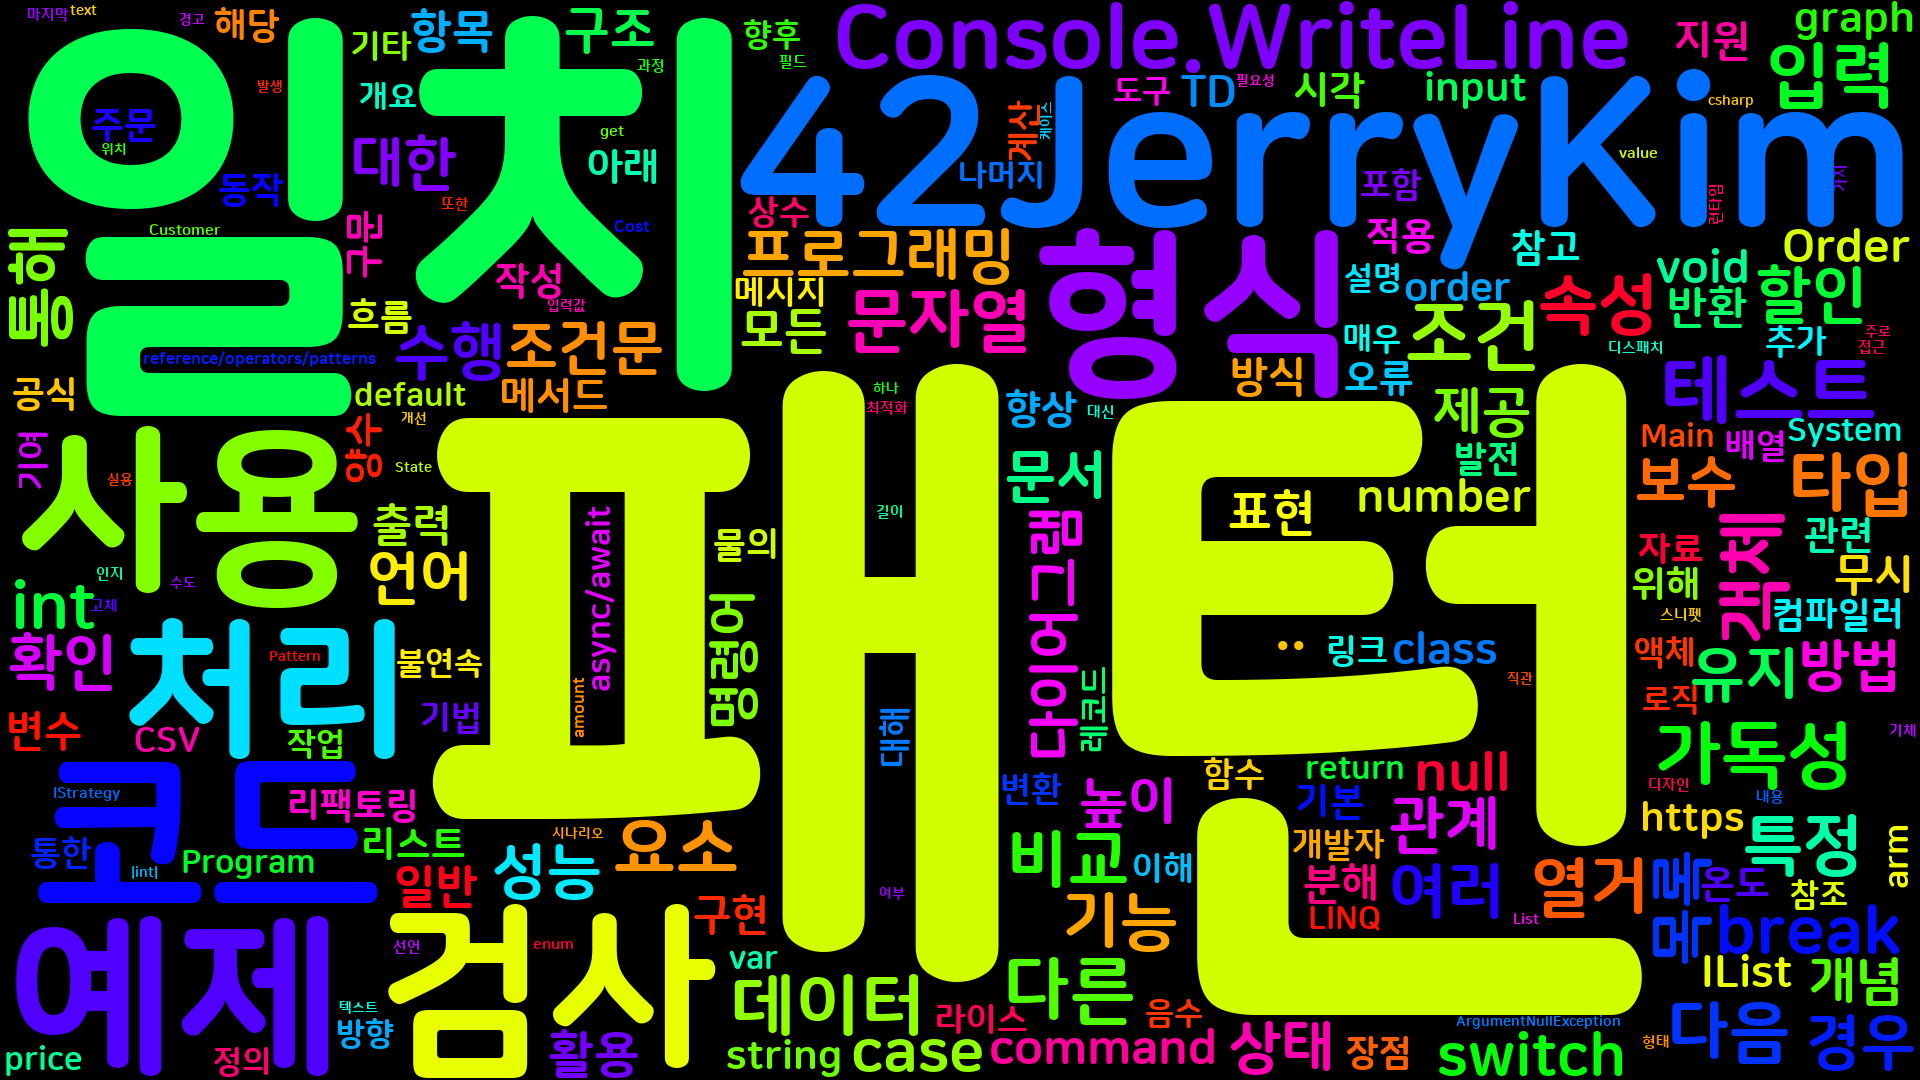 마지막 text 경고 해당 기타 항목 구조 향후 Console.WriteLine 지원 graph
과정 필드 입력
발생 개요 도구 TD 필요성 시각 input csharp
일치 42JerryKim
주문 위치 get 대한 아래 계산 케이스 나머지 포함 value 가치 런타임
동작 또한 Cost 상수 적용 참고 Order
Customer 구문 프로그래밍 형식 void
통해 작성 메시지 문자열 설명 order 속성 반환 할인
입력값 흐름 수행 조건문 모든 조건 매우 디스패치 추가 주로 접근
reference/operators/patterns
공식 default 메서드 하나 최적화 향상 대신 방식 오류 제공 테스트
기여 사용 향수 개선 Main 배열 System
실용 State 패턴 발전 보수 타입
길이 문서 number
출력 async/await 물의 표현 자료 객체 관련
인지 수도 언어 위해 무시
int 고체 다이어그램 스니펫 컴파일러
확인 처리 Pattern 불연속 명령어 .. 링크 class 액체 유지 방법
amount 레코드 직관 로직
변수 CSV 작업 기법 대해 가독성 기체
함수 return null 디자인
코드 IStrategy 리팩토링 변환 높이 기본 관계 내용 https
통한 |int| Program 리스트 시나리오 요소 비교 이해 개발자 특정 arm
일반 성능 여부 분해 여러 열거 메 온도 참조
예제 검사 선언 enum 구현 기능 LINQ List 메 break
var IList 개념
텍스트 데이터 다른
방향 라이스 음수 ArgumentNullException 다음
price 정의 활용 string case command 상태 장점 switch 형태 경우